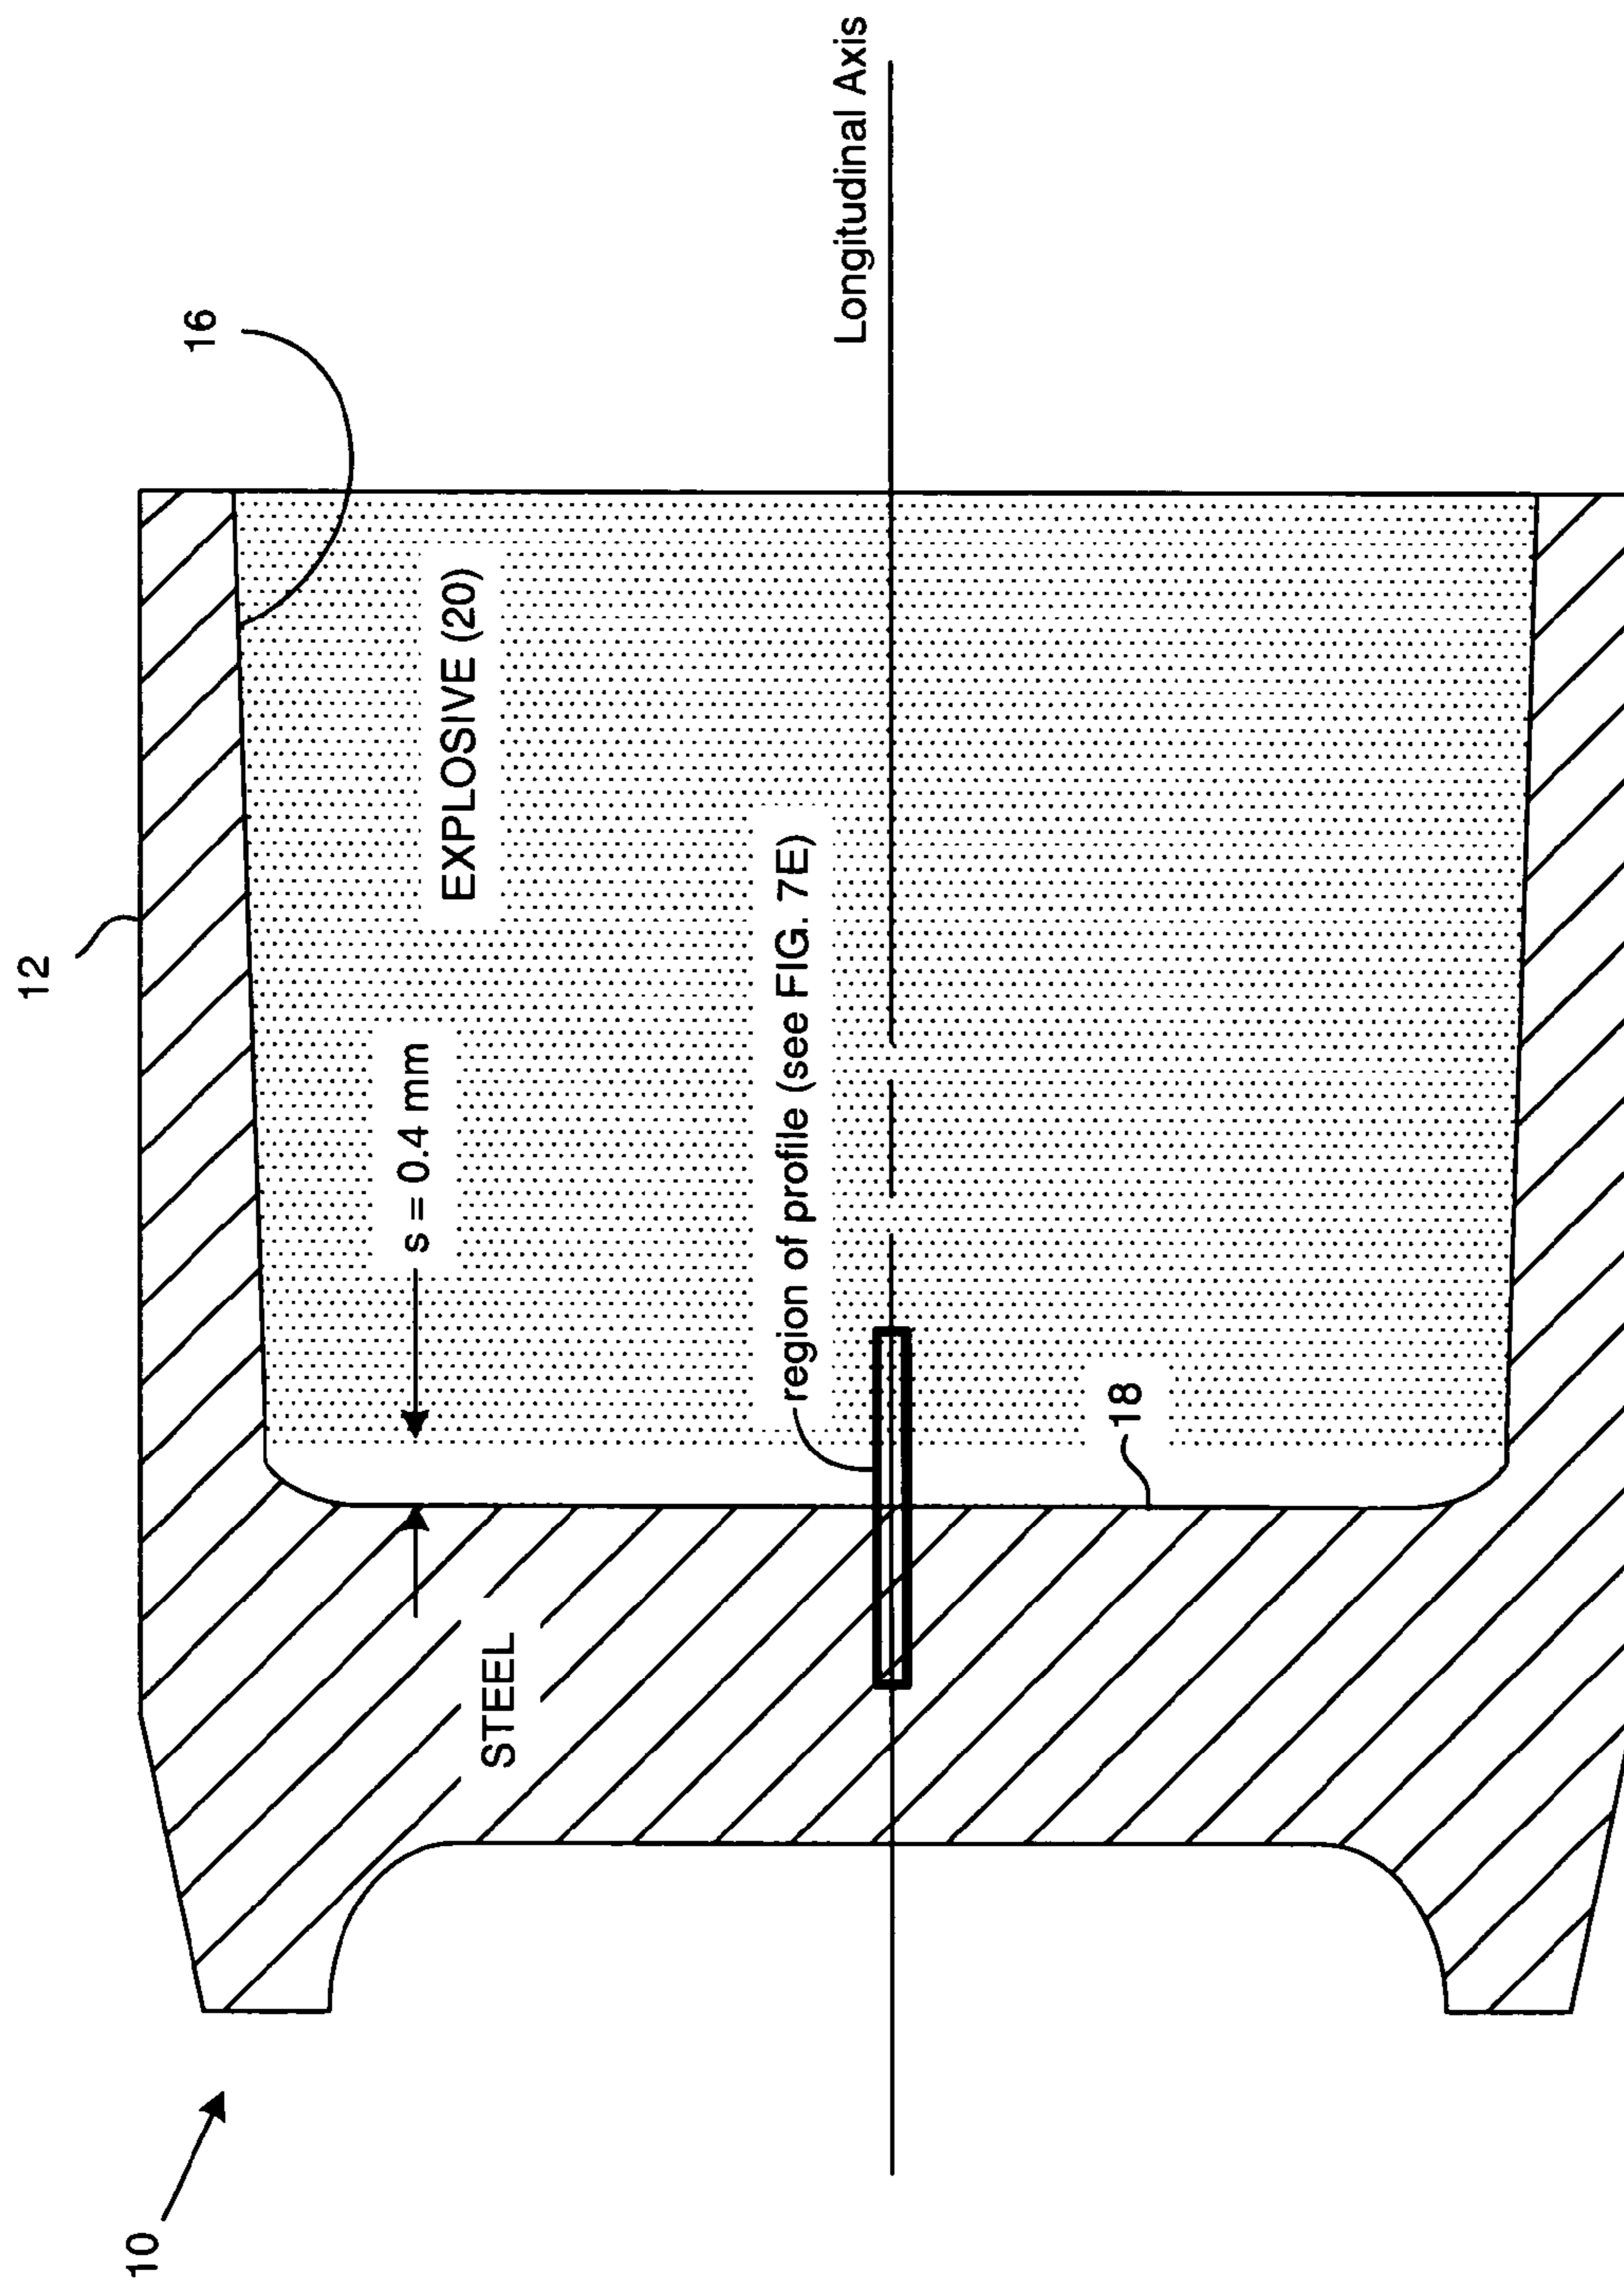 10
12
16
STEEL
s = 0.4 mm
EXPLOSIVE (20)
region of profile (see FIG. 7E)
Longitudinal Axis
18